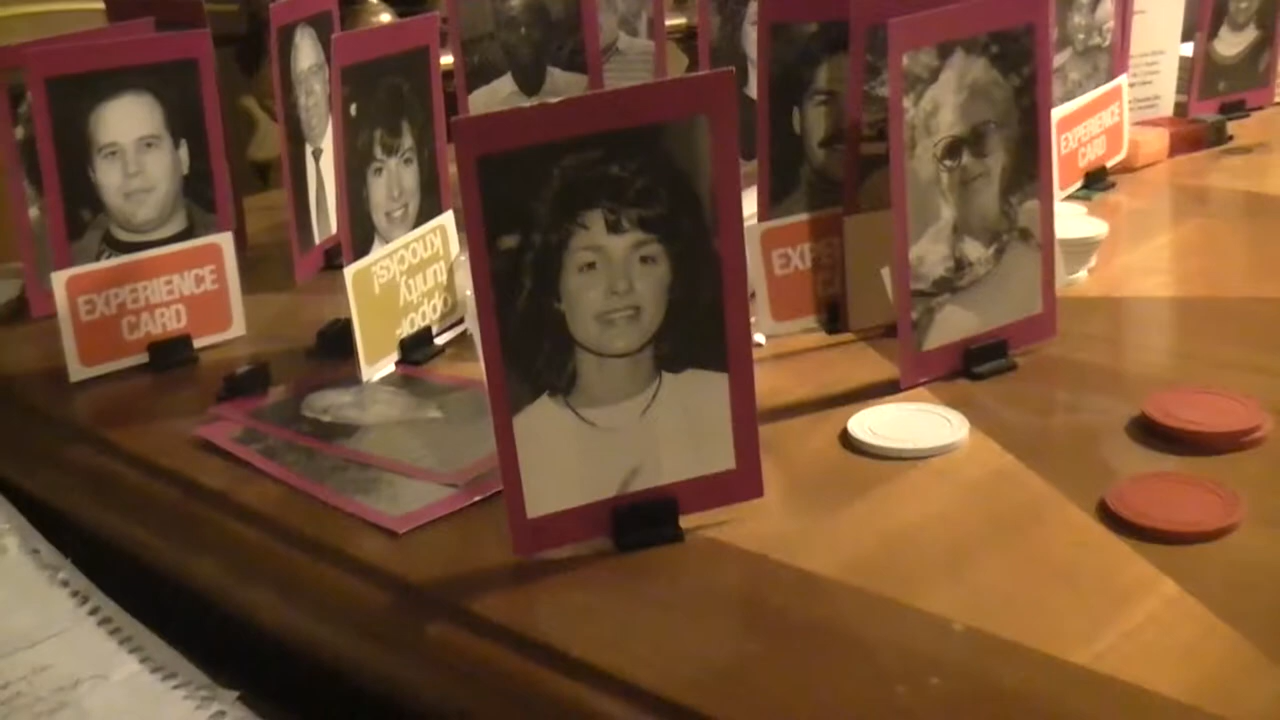 EXPERIENCE
CARD
oppor-
tunity
knocks!
EXPE
EXPERIENCE
CARD